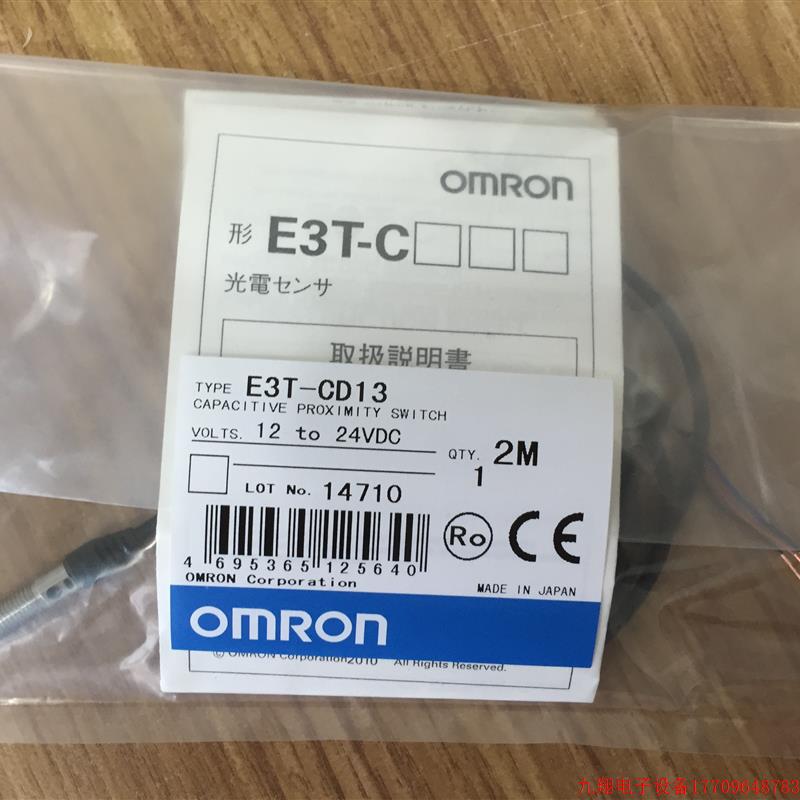 OMRON
形 E3T-C□□□
光電センサ
取扱説明書
TYPE E3T-CD13
CAPACITIVE PROXIMITY SWITCH
VOLTS. 12 to 24VDC
QTY. 2M
1
LOT No. 14710
4 695365 125640
Ro CE
OMRON Corporation
MADE IN JAPAN
OMRON
© OMRON Corporation2010 All Rights Reserved.
九翔电子设备17709648783